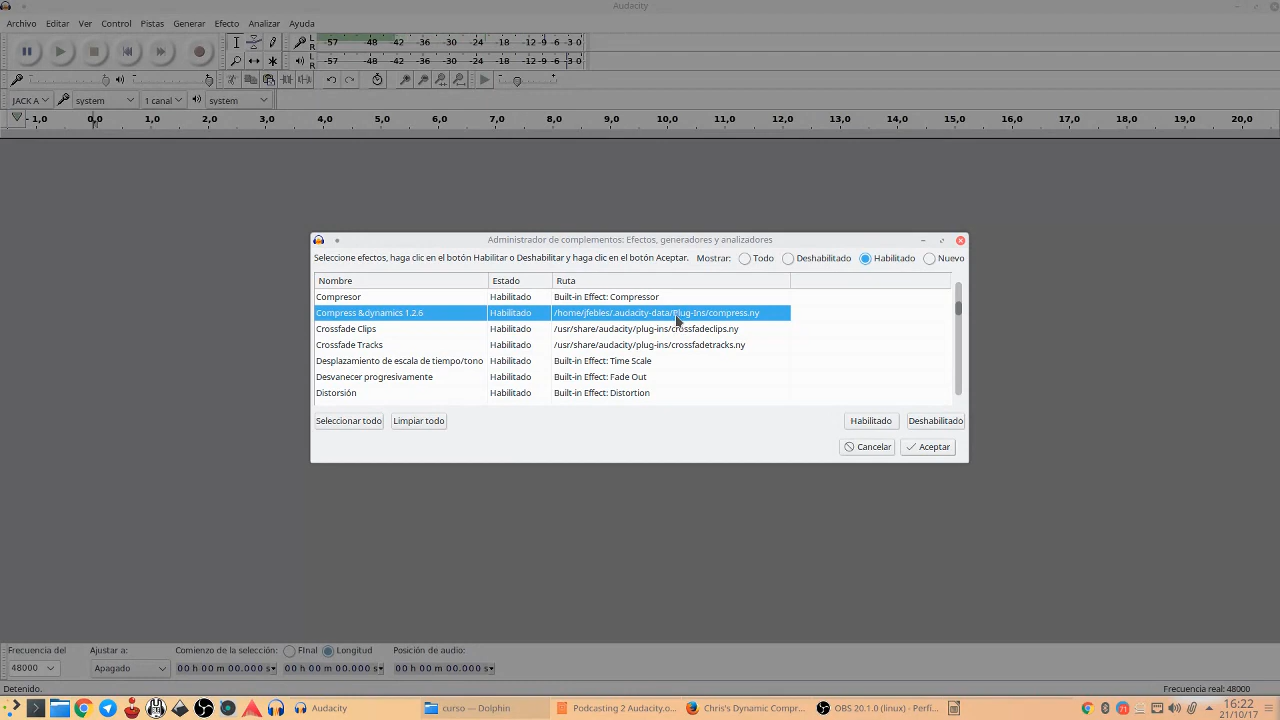 Audacity
Archivo Editar Ver Control Pistas Generar Efecto Analizar Ayuda
L R -57 -48 -42 -36 -30 -24 -18 -12 -9 -6 -3 0
L R -57 -48 -42 -36 -30 -24 -18 -12 -9 -6 -3 0
JACK A system 1 canal system
- 1,0 0,0 1,0 2,0 3,0 4,0 5,0 6,0 7,0 8,0 9,0 10,0 11,0 12,0 13,0 14,0 15,0 16,0 17,0 18,0 19,0 20,0
Administrador de complementos: Efectos, generadores y analizadores
Seleccione efectos, haga clic en el botón Habilitar o Deshabilitar y haga clic en el botón Aceptar. Mostrar: Todo Deshabilitado Habilitado Nuevo
Nombre Estado Ruta
Compresor Habilitado Built-in Effect: Compressor
Compress &dynamics 1.2.6 Habilitado /home/jfebles/.audacity-data/Plug-Ins/compress.ny
Crossfade Clips Habilitado /usr/share/audacity/plug-ins/crossfadeclips.ny
Crossfade Tracks Habilitado /usr/share/audacity/plug-ins/crossfadetracks.ny
Desplazamiento de escala de tiempo/tono Habilitado Built-in Effect: Time Scale
Desvanecer progresivamente Habilitado Built-in Effect: Fade Out
Distorsión Habilitado Built-in Effect: Distortion
Seleccionar todo Limpiar todo Habilitado Deshabilitado
Cancelar Aceptar
Frecuencia del Ajustar a: Comienzo de la selección: FInal Longitud Posición de audio:
48000 Apagado 00 h 00 m 00.000 s 00 h 00 m 00.000 s 00 h 00 m 00.000 s
Detenido. Frecuencia real: 48000
Audacity curso — Dolphin Podcasting 2 Audacity.o... Chris's Dynamic Compr... OBS 20.1.0 (linux) - Perfi... 21 16:22
21/10/17